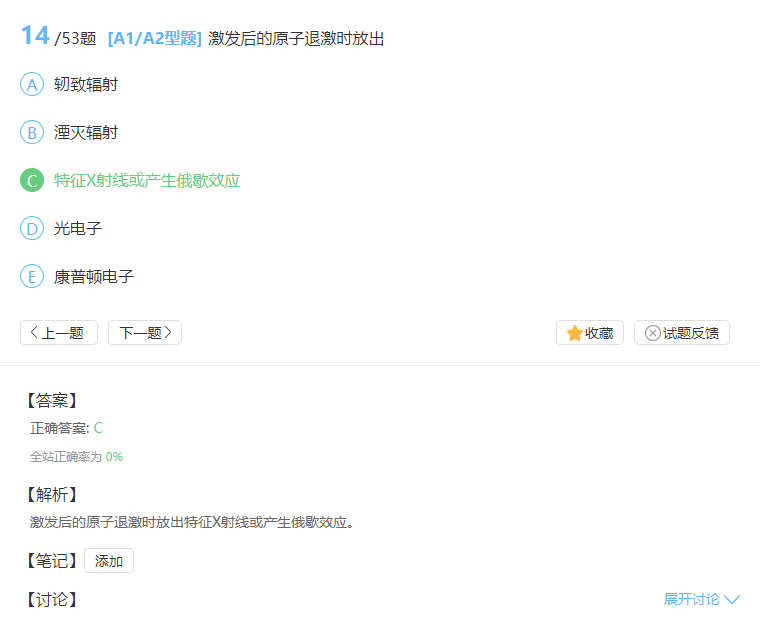 14/53题 [A1/A2型题] 激发后的原子退激时放出
A 轫致辐射
B 湮灭辐射
C 特征X射线或产生俄歇效应
D 光电子
E 康普顿电子
上一题 下一题 收藏 试题反馈
【答案】
正确答案: C
全站正确率为 0%
【解析】
激发后的原子退激时放出特征X射线或产生俄歇效应。
【笔记】 添加
【讨论】 展开讨论